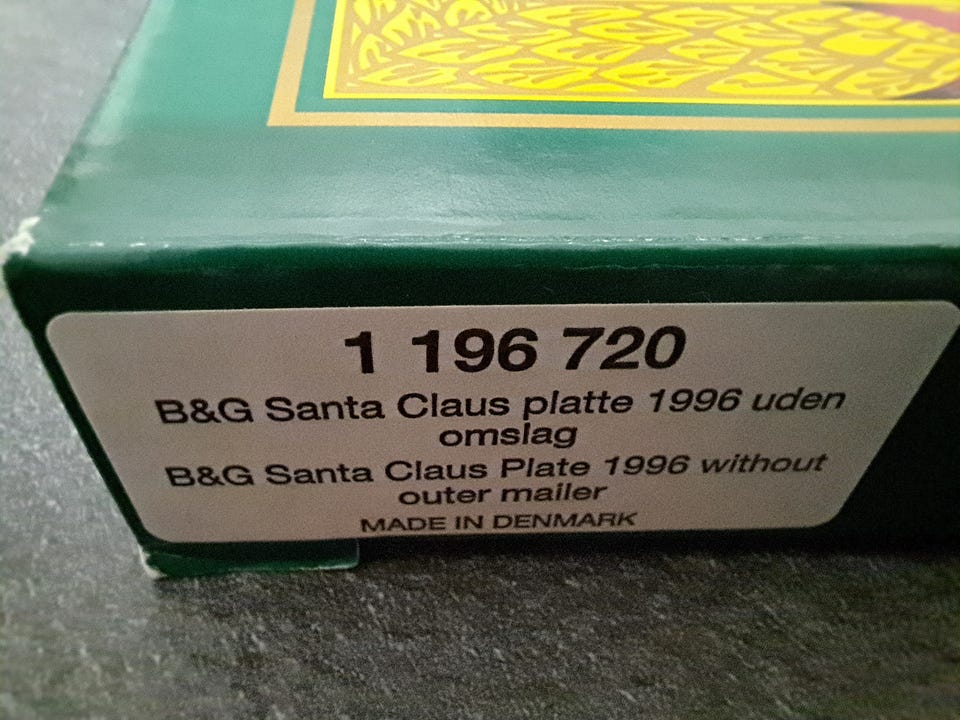 1 196 720
B&G Santa Claus platte 1996 uden
omslag
B&G Santa Claus Plate 1996 without
outer mailer
MADE IN DENMARK